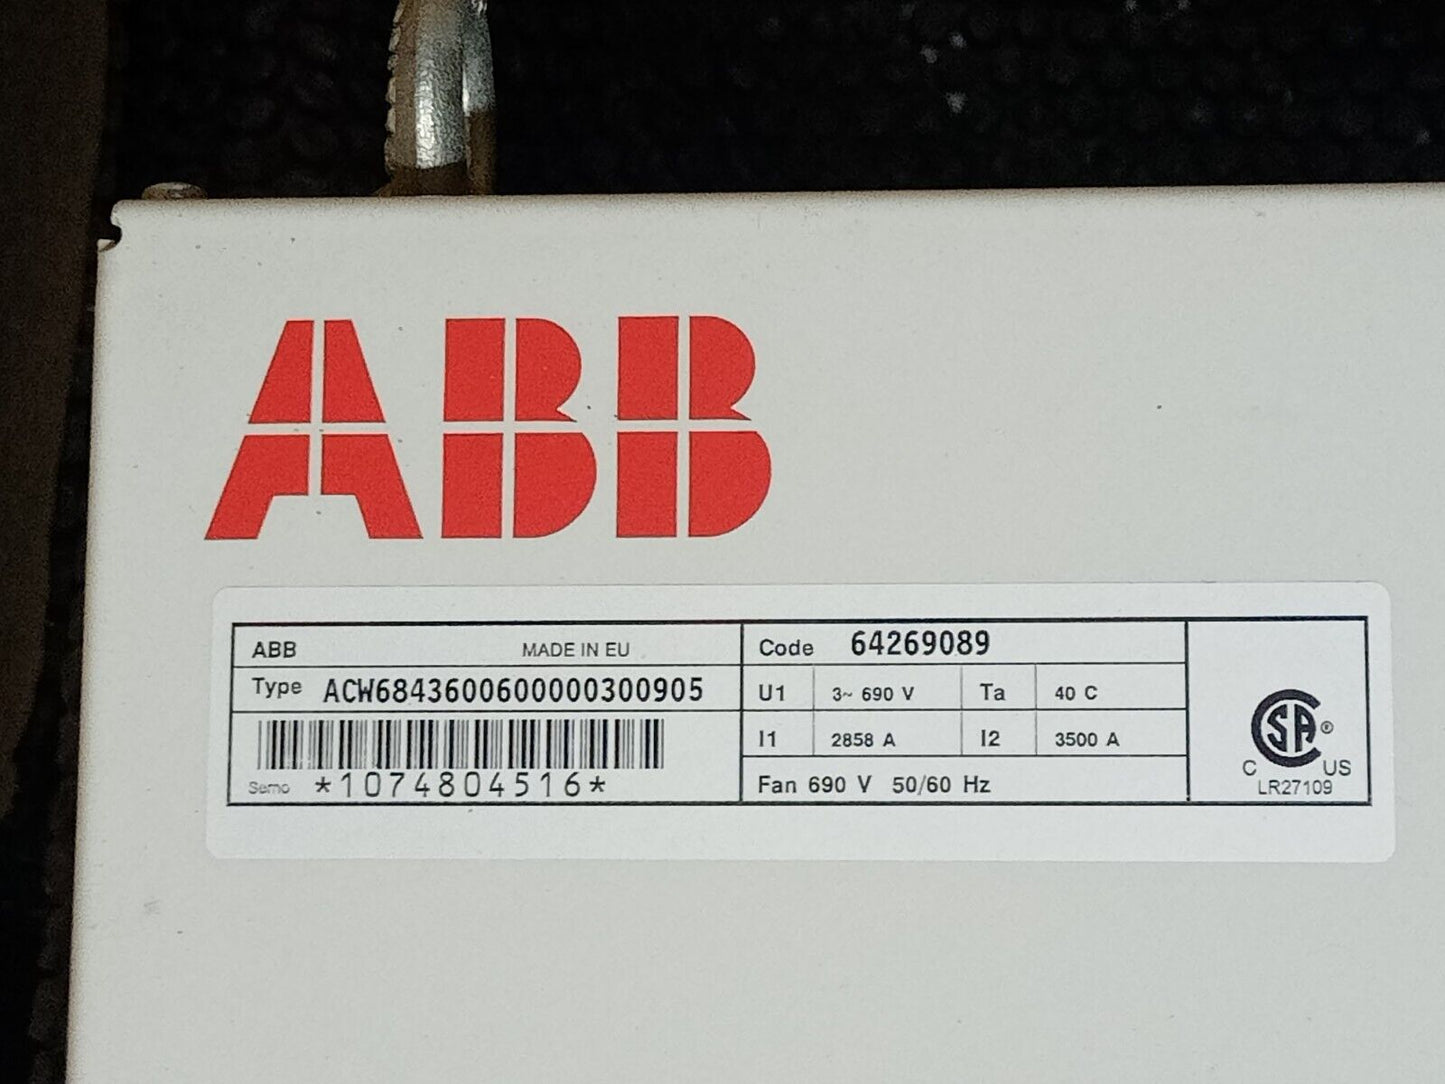 ABB
ABB MADE IN EU
Type ACW6843600600000300905
*1074804516*
Code 64269089
U1 3~ 690 V Ta 40 C
I1 2858 A I2 3500 A
Fan 690 V 50/60 Hz
CSA®
C US
LR27109